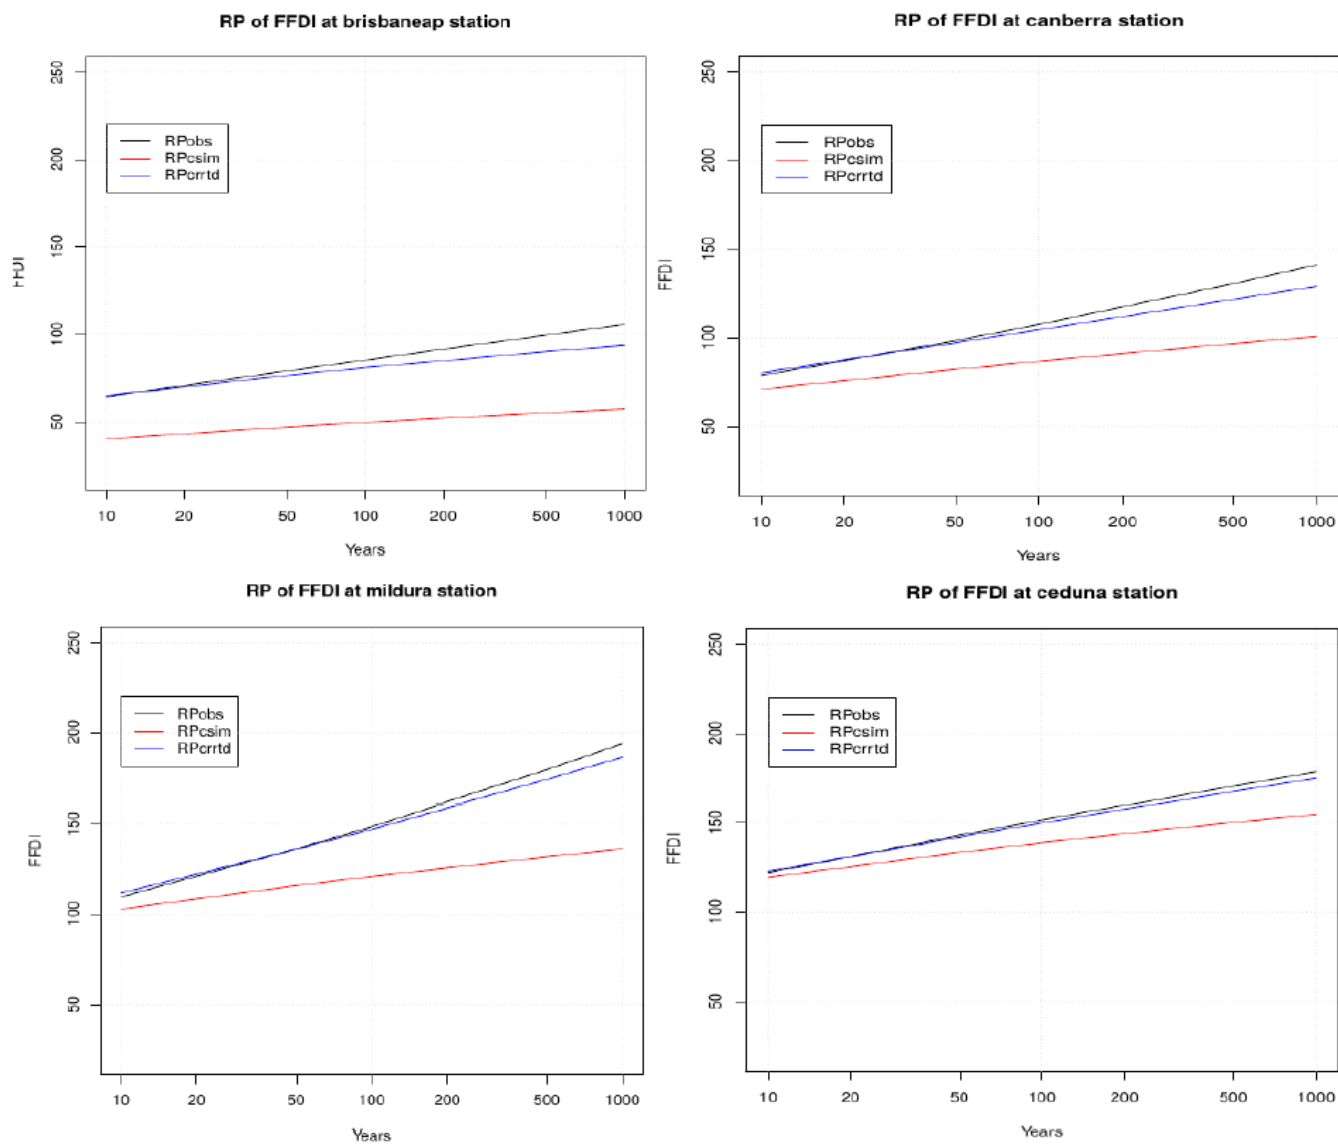 RP of FFDI at brisbaneap station
250
200
150
100
50
FFDI
RPobs
RPcsim
RPcrrtd
10 20 50 100 200 500 1000
Years
RP of FFDI at canberra station
250
200
150
100
50
FFDI
RPobs
RPcsim
RPcrrtd
10 20 50 100 200 500 1000
Years
RP of FFDI at mildura station
250
200
150
100
50
FFDI
RPobs
RPcsim
RPcrrtd
10 20 50 100 200 500 1000
Years
RP of FFDI at ceduna station
250
200
150
100
50
FFDI
RPobs
RPcsim
RPcrrtd
10 20 50 100 200 500 1000
Years